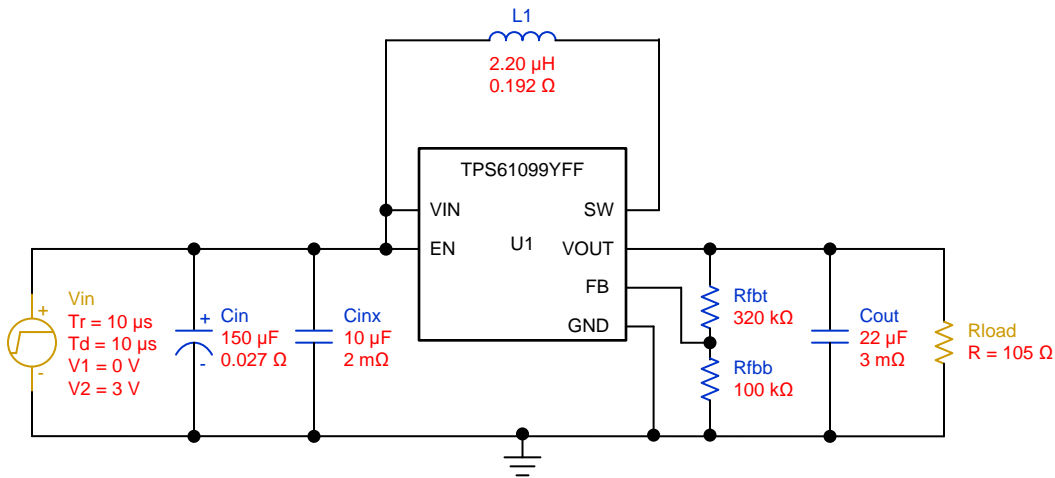 L1
2.20 µH
0.192 Ω
TPS61099YFF
VIN
SW
EN
U1
VOUT
FB
GND
+
Vin
Tr = 10 µs
Td = 10 µs
V1 = 0 V
V2 = 3 V
-
+
Cin
150 µF
0.027 Ω
-
Cinx
10 µF
2 mΩ
Rfbt
320 kΩ
Rfbb
100 kΩ
Cout
22 µF
3 mΩ
Rload
R = 105 Ω